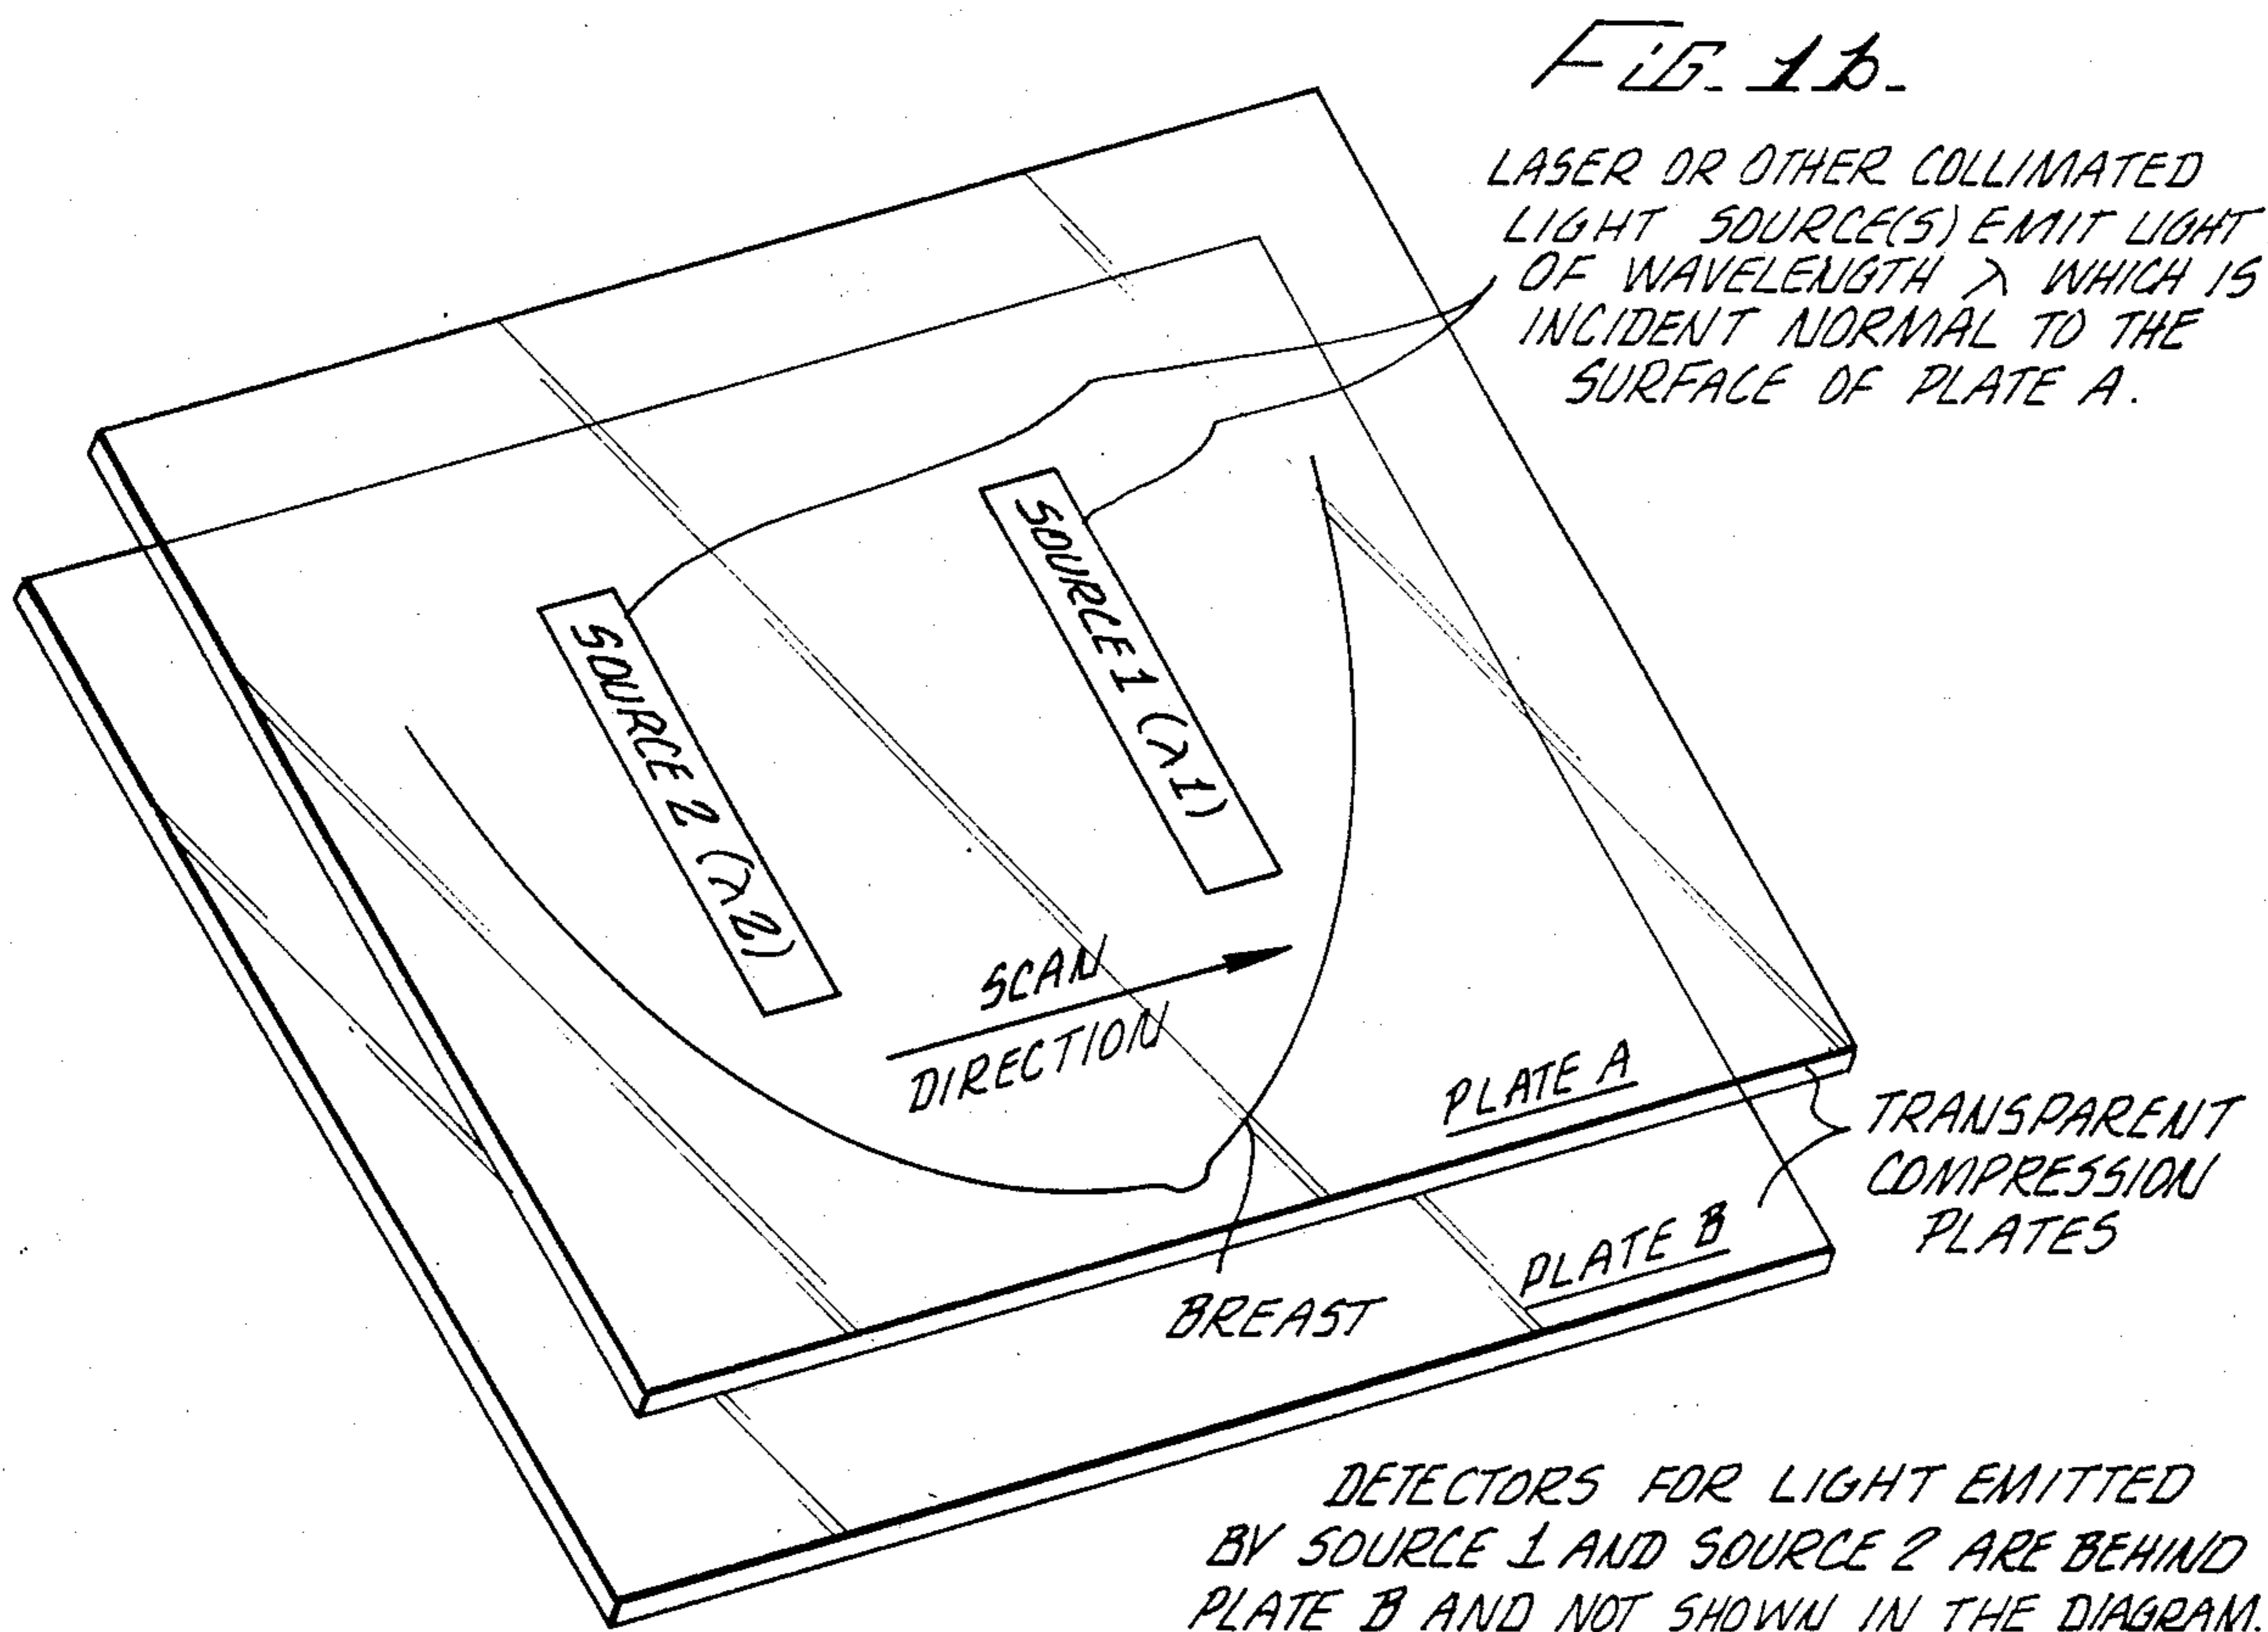 FIG. 1b.
LASER OR OTHER COLLIMATED
LIGHT SOURCE(S) EMIT LIGHT
OF WAVELENGTH λ WHICH IS
INCIDENT NORMAL TO THE
SURFACE OF PLATE A.
SOURCE 1 (λ1)
SOURCE 2 (λ2)
SCAN
DIRECTION
PLATE A
TRANSPARENT
COMPRESSION
PLATES
PLATE B
BREAST
DETECTORS FOR LIGHT EMITTED
BY SOURCE 1 AND SOURCE 2 ARE BEHIND
PLATE B AND NOT SHOWN IN THE DIAGRAM.